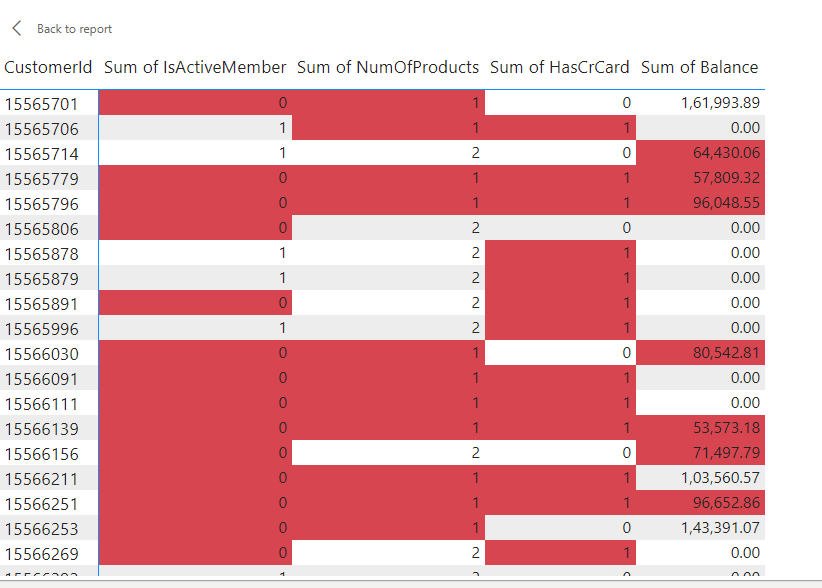 Back to report
CustomerId Sum of IsActiveMember Sum of NumOfProducts Sum of HasCrCard Sum of Balance
15565701 0 1 0 1,61,993.89
15565706 1 1 1 0.00
15565714 1 2 0 64,430.06
15565779 0 1 1 57,809.32
15565796 0 1 1 96,048.55
15565806 0 2 0 0.00
15565878 1 2 1 0.00
15565879 1 2 1 0.00
15565891 0 2 1 0.00
15565996 1 2 1 0.00
15566030 0 1 0 80,542.81
15566091 0 1 1 0.00
15566111 0 1 1 0.00
15566139 0 1 1 53,573.18
15566156 0 2 0 71,497.79
15566211 0 1 1 1,03,560.57
15566251 0 1 1 96,652.86
15566253 0 1 0 1,43,391.07
15566269 0 2 1 0.00